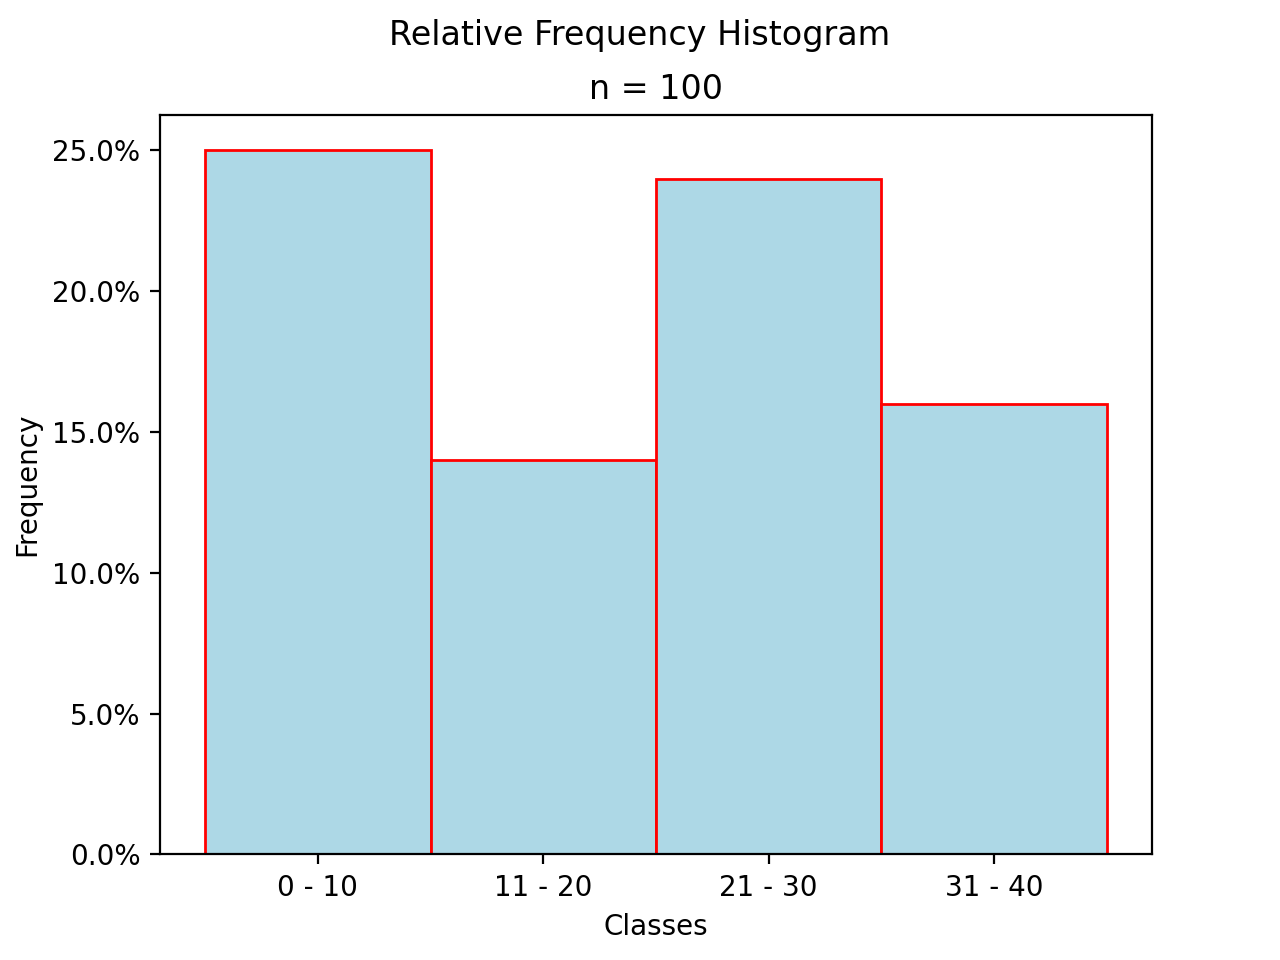 Relative Frequency Histogram
n = 100
25.0%
20.0%
15.0%
10.0%
5.0%
0.0%
Frequency
0 - 10
11 - 20
21 - 30
31 - 40
Classes